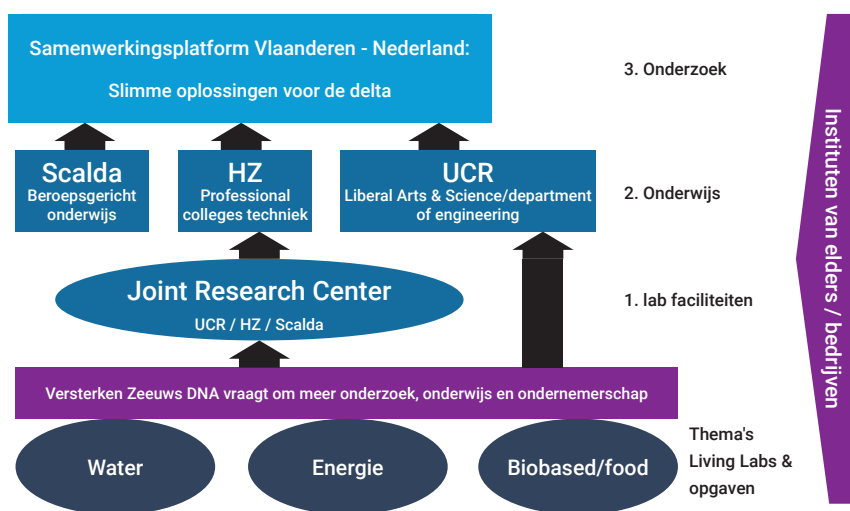 Samenwerkingsplatform Vlaanderen - Nederland:
Slimme oplossingen voor de delta
3. Onderzoek
Scalda
Beroepsgericht
onderwijs
HZ
Professional
colleges techniek
UCR
Liberal Arts & Science/department
of engineering
2. Onderwijs
Joint Research Center
UCR / HZ / Scalda
1. lab faciliteiten
Versterken Zeeuws DNA vraagt om meer onderzoek, onderwijs en ondernemerschap
Water
Energie
Biobased/food
Thema's
Living Labs &
opgaven
Instituten van elders / bedrijven